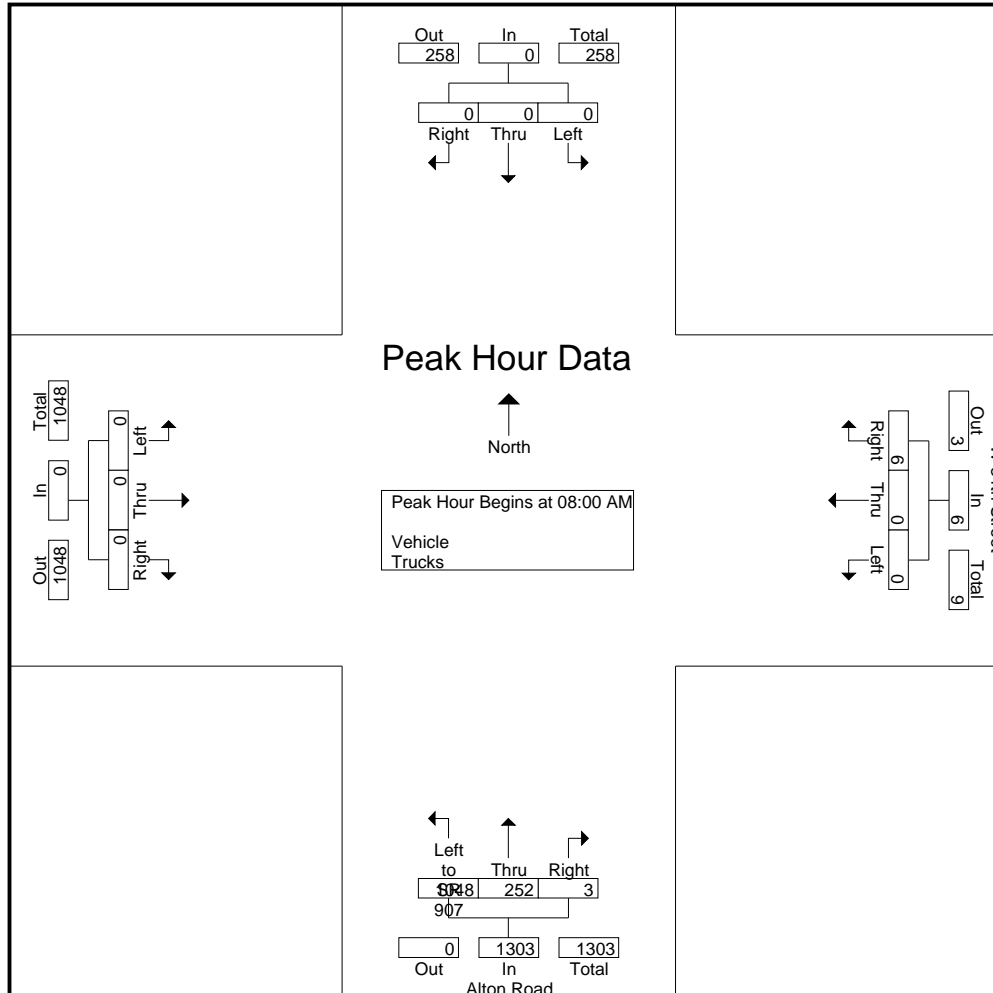 Out In Total
258 0 258
0 0 0
Right Thru Left
Peak Hour Data
North
Peak Hour Begins at 08:00 AM
Vehicle
Trucks
Total In Out
1048 0 1048
0 0 0
Left Thru Right
Right Thru Left
6 0 0
Out In Total
3 6 9
Left
to Thru Right
SR
1048 252 3
907
0 1303 1303
Out In Total
Alton Road